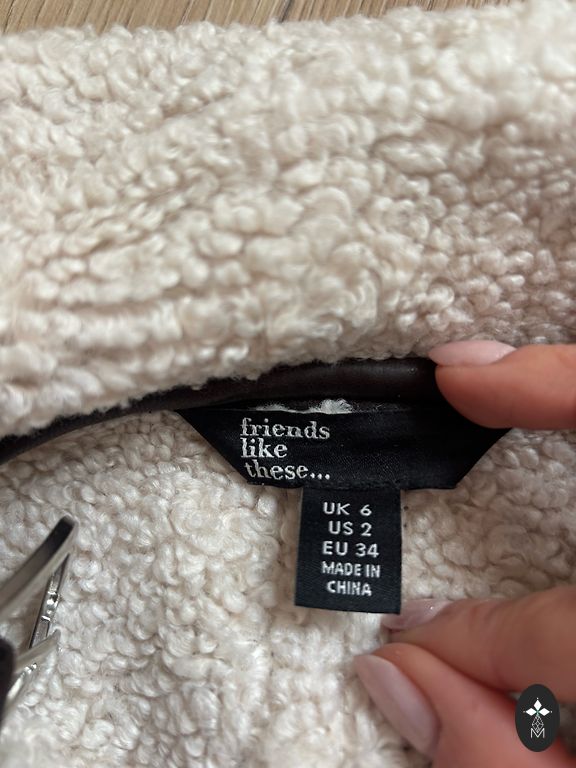 friends
like
these...
UK 6
US 2
EU 34
MADE IN
CHINA
M